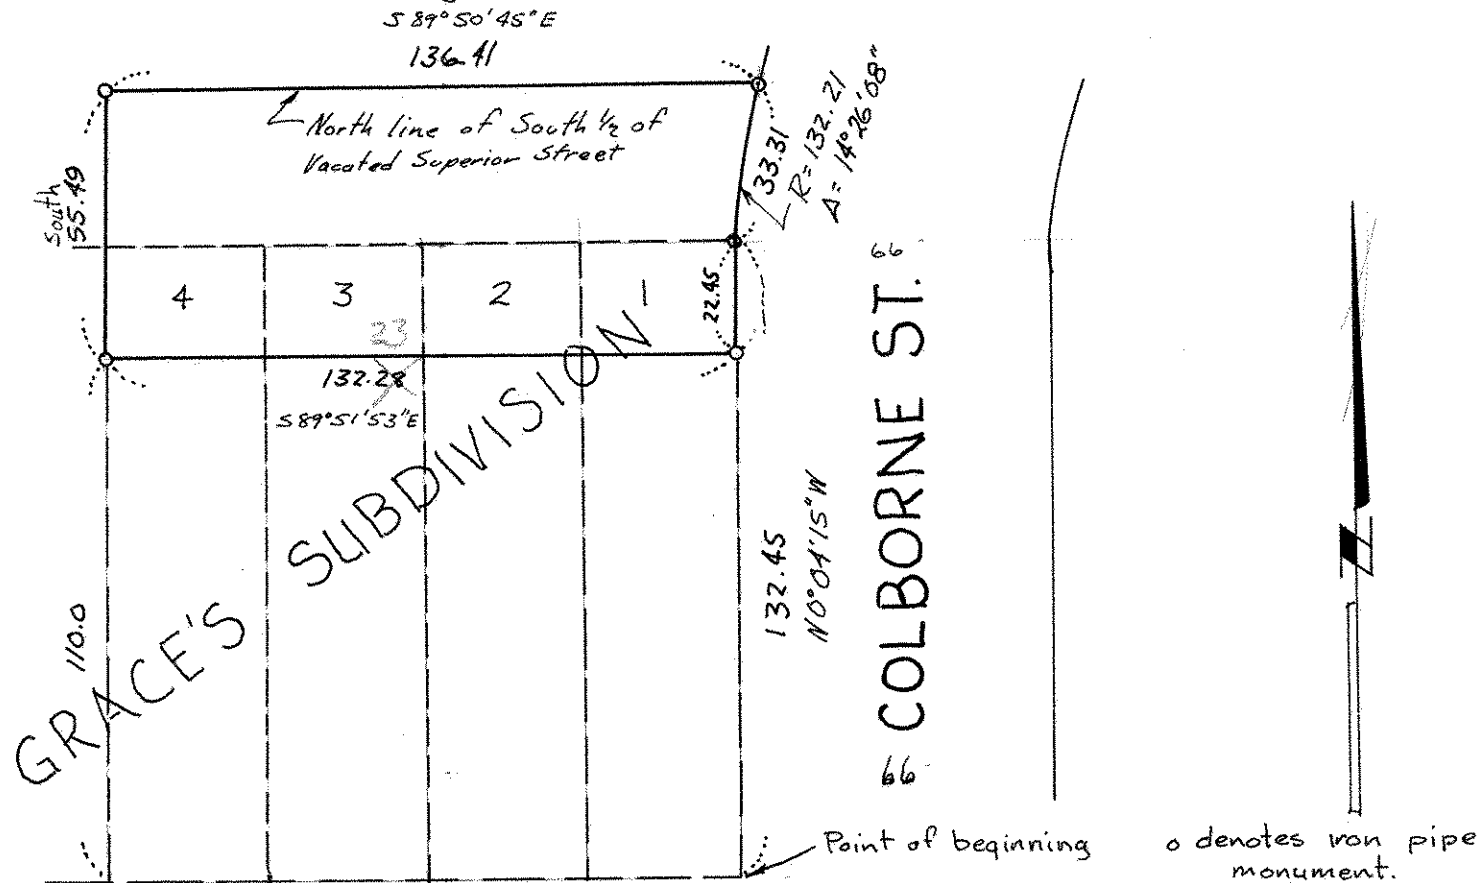 S 89°50'45"E
136.41
North line of South ½ of
Vacated Superior Street
South
55.49
33.31
R=132.21
Δ=14°26'08"
66
4
3
2
1
22.45
23
132.28
S89°51'53"E
GRACE'S SUBDIVISION
110.0
132.45
N0°04'15"W
COLBORNE ST.
66
Point of beginning
o denotes iron pipe
monument.